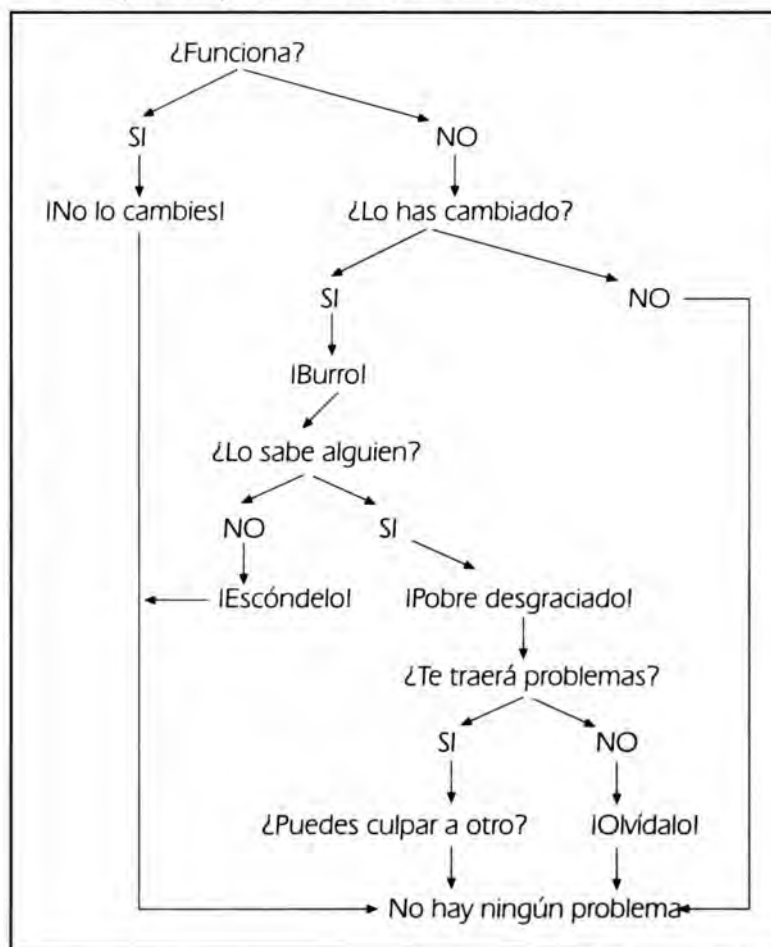 ¿Funciona?
SI
NO
¡No lo cambies!
¿Lo has cambiado?
SI
NO
¡Burro!
¿Lo sabe alguien?
NO
SI
¡Escóndelo!
¡Pobre desgraciado!
¿Te traerá problemas?
SI
NO
¿Puedes culpar a otro?
¡Olvídalo!
No hay ningún problema